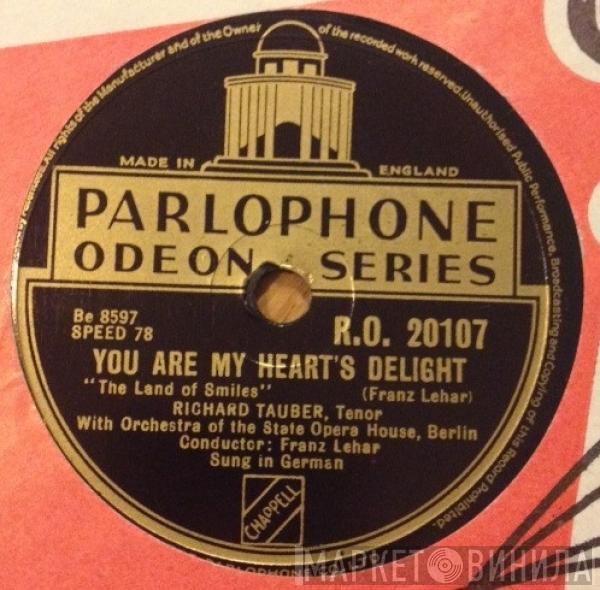 All rights of the Manufacturer and of the Owner of the recorded work reserved. Unauthorised Public Performance, Broadcasting and Copying of this Record Prohibited.
MADE IN ENGLAND
PARLOPHONE
ODEON SERIES
Be 8597
SPEED 78
R.O. 20107
YOU ARE MY HEART'S DELIGHT
"The Land of Smiles" (Franz Lehar)
RICHARD TAUBER, Tenor
With Orchestra of the State Opera House, Berlin
Conductor: Franz Lehar
Sung in German
CHAPPELL
МАРКЕТ ВИНИЛА